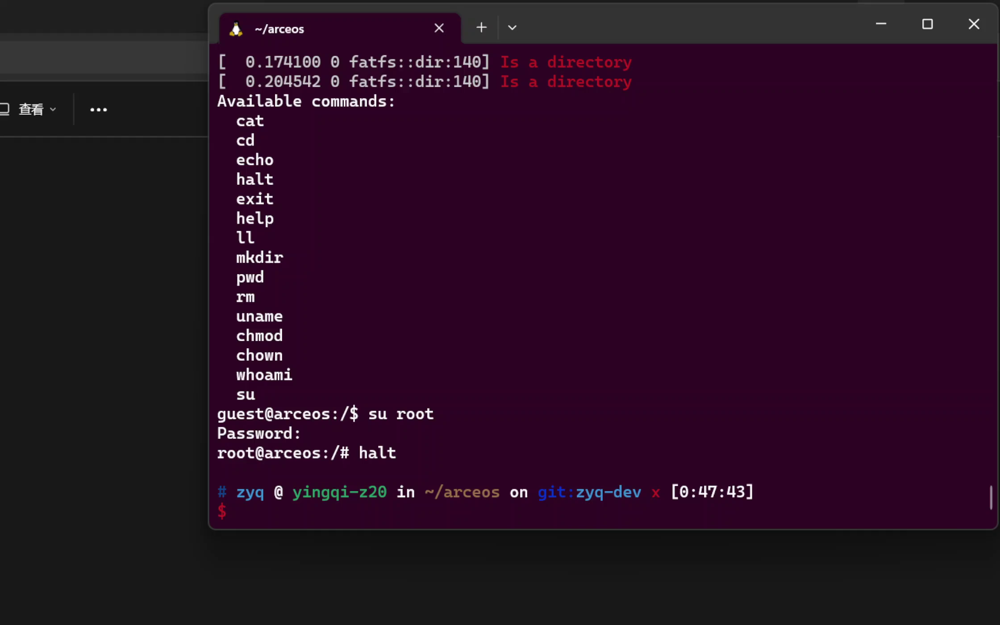 ~/arceos
查看
[  0.174100 0 fatfs::dir:140] Is a directory
[  0.204542 0 fatfs::dir:140] Is a directory
Available commands:
  cat
  cd
  echo
  halt
  exit
  help
  ll
  mkdir
  pwd
  rm
  uname
  chmod
  chown
  whoami
  su
guest@arceos:/$ su root
Password:
root@arceos:/# halt
# zyq @ yingqi-z20 in ~/arceos on git:zyq-dev x [0:47:43]
$